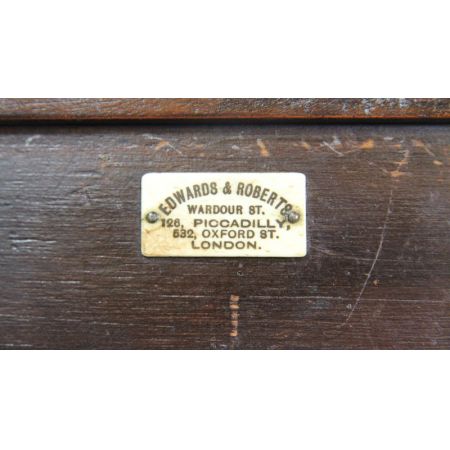 EDWARDS & ROBERTS
WARDOUR ST.
126, PICCADILLY,
532, OXFORD ST.
LONDON.